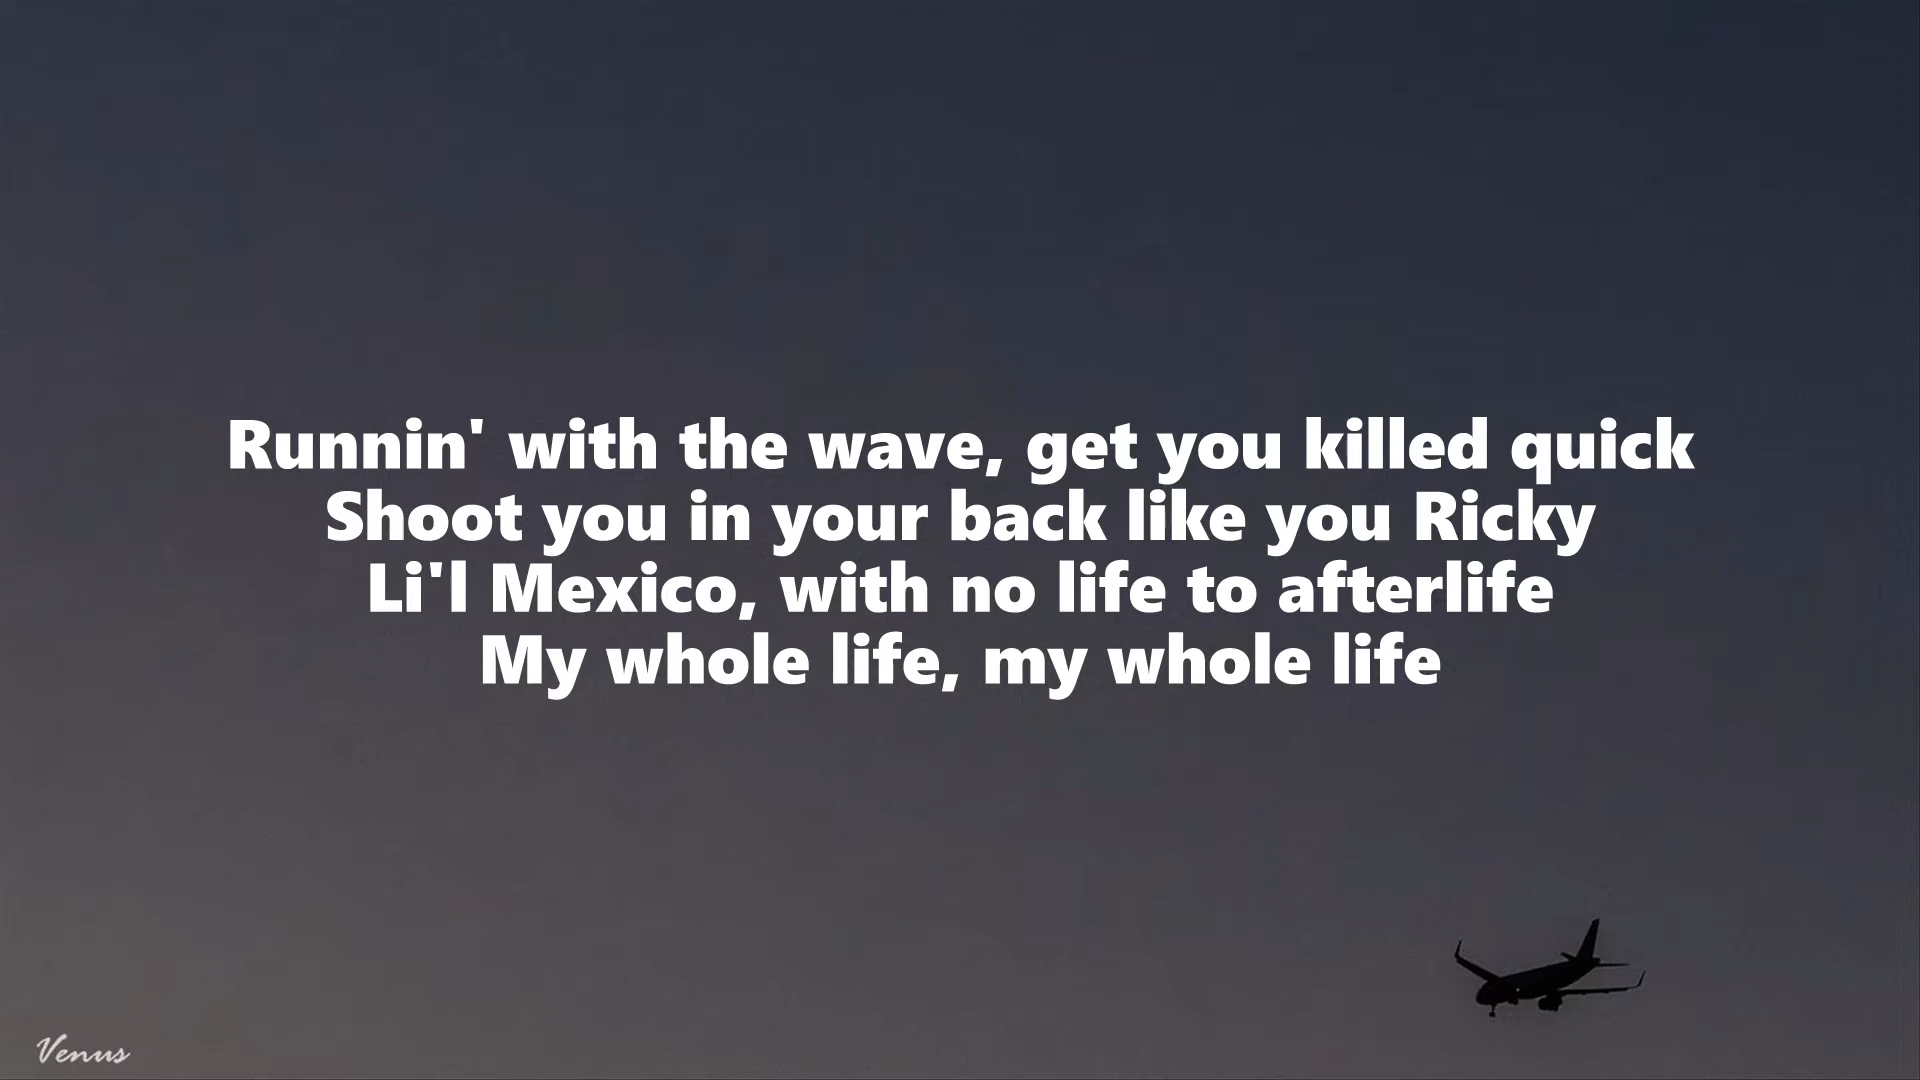 Runnin' with the wave, get you killed quick
Shoot you in your back like you Ricky
Li'l Mexico, with no life to afterlife
My whole life, my whole life
Venus